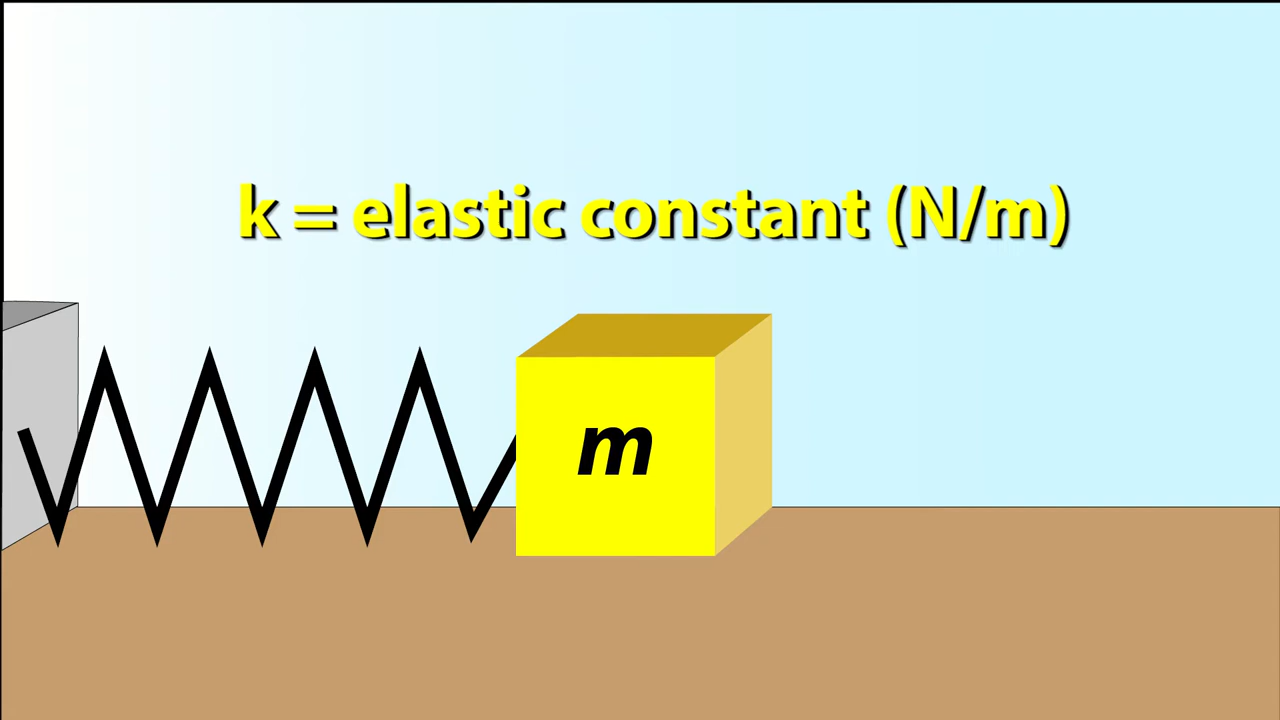 k = elastic constant (N/m)
m